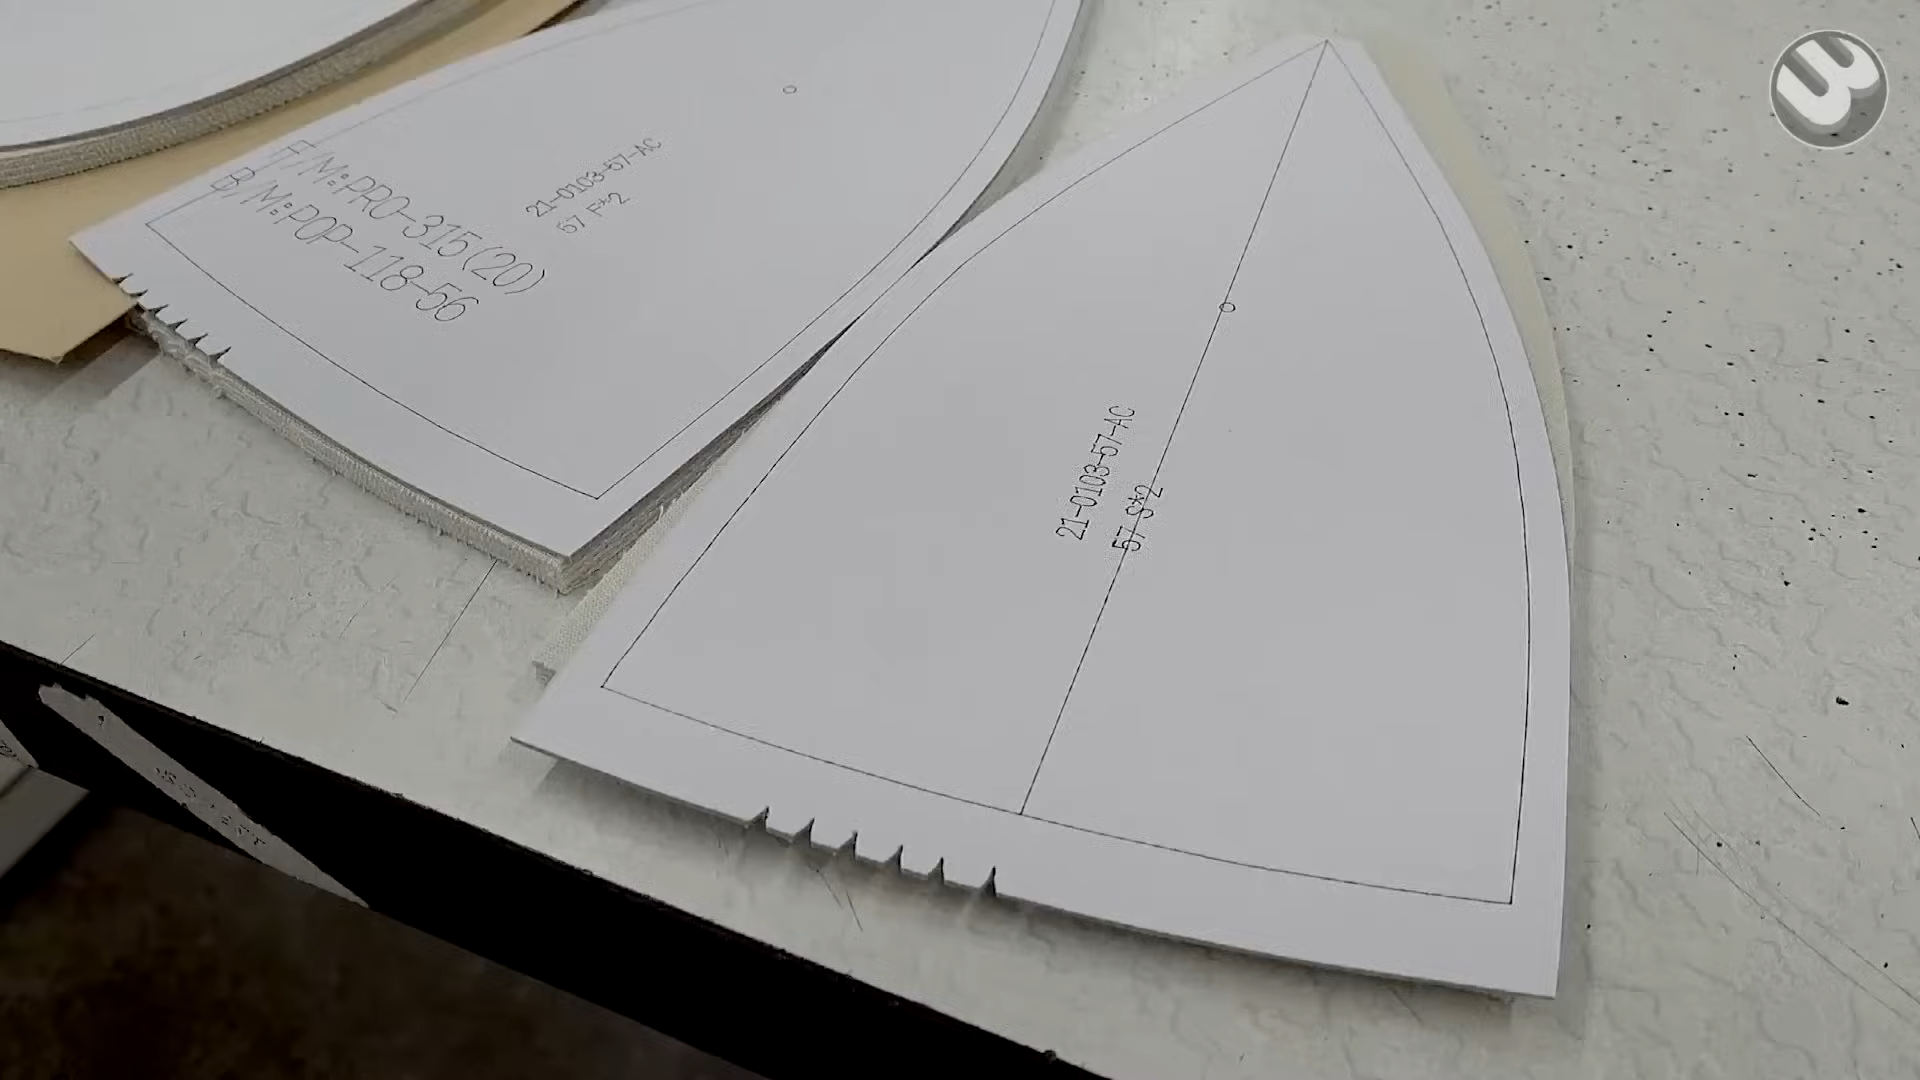 F/M:PRO-315(20)
B/M:POP-118-56
21-0103-57-AC
57 F*2
21-0103-57-AC
57 S*2